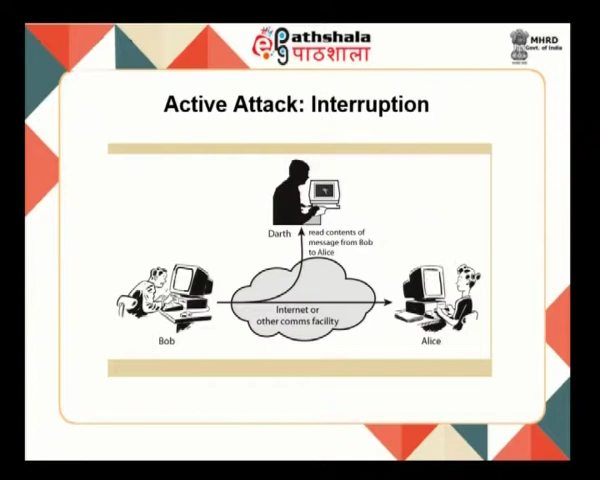 epathshala
पाठशाला
MHRD
Govt. of India
Active Attack: Interruption
Darth
read contents of
message from Bob
to Alice
Internet or
other comms facility
Bob
Alice